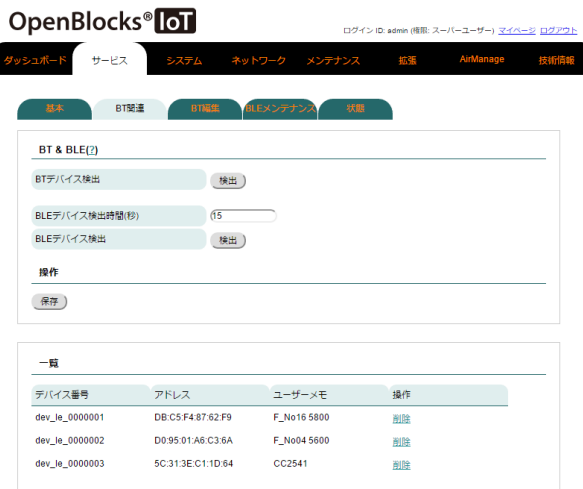 OpenBlocks® IoT
ログイン ID: admin (権限: スーパーユーザー) マイページ ログアウト
ダッシュボード サービス システム ネットワーク メンテナンス 拡張 AirManage 技術情報
基本 BT関連 BT編集 BLEメンテナンス 状態
BT & BLE(?)
BTデバイス検出 検出
BLEデバイス検出時間(秒) 15
BLEデバイス検出 検出
操作
保存
一覧
デバイス番号 アドレス ユーザーメモ 操作
dev_le_0000001 DB:C5:F4:87:62:F9 F_No16 5800 削除
dev_le_0000002 D0:95:01:A6:C3:6A F_No04 5600 削除
dev_le_0000003 5C:31:3E:C1:1D:64 CC2541 削除